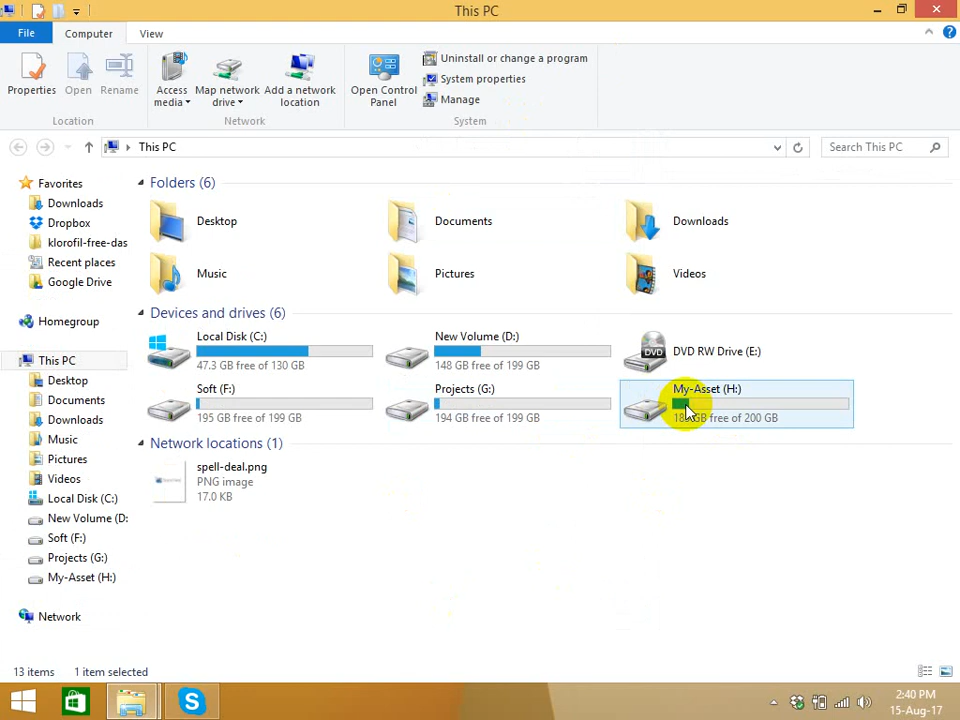 This PC
File
Computer
View
Properties
Open
Rename
Access media
Map network drive
Add a network location
Open Control Panel
Uninstall or change a program
System properties
Manage
Location
Network
System
This PC
Search This PC
Favorites
Downloads
Dropbox
klorofil-free-das
Recent places
Google Drive
Homegroup
This PC
Desktop
Documents
Downloads
Music
Pictures
Videos
Local Disk (C:)
New Volume (D:
Soft (F:)
Projects (G:)
My-Asset (H:)
Network
Folders (6)
Desktop
Documents
Downloads
Music
Pictures
Videos
Devices and drives (6)
Local Disk (C:)
47.3 GB free of 130 GB
New Volume (D:)
148 GB free of 199 GB
DVD
DVD RW Drive (E:)
Soft (F:)
195 GB free of 199 GB
Projects (G:)
194 GB free of 199 GB
My-Asset (H:)
GB free of 200 GB
Network locations (1)
spell-deal.png
PNG image
17.0 KB
13 items
1 item selected
2:40 PM
15-Aug-17